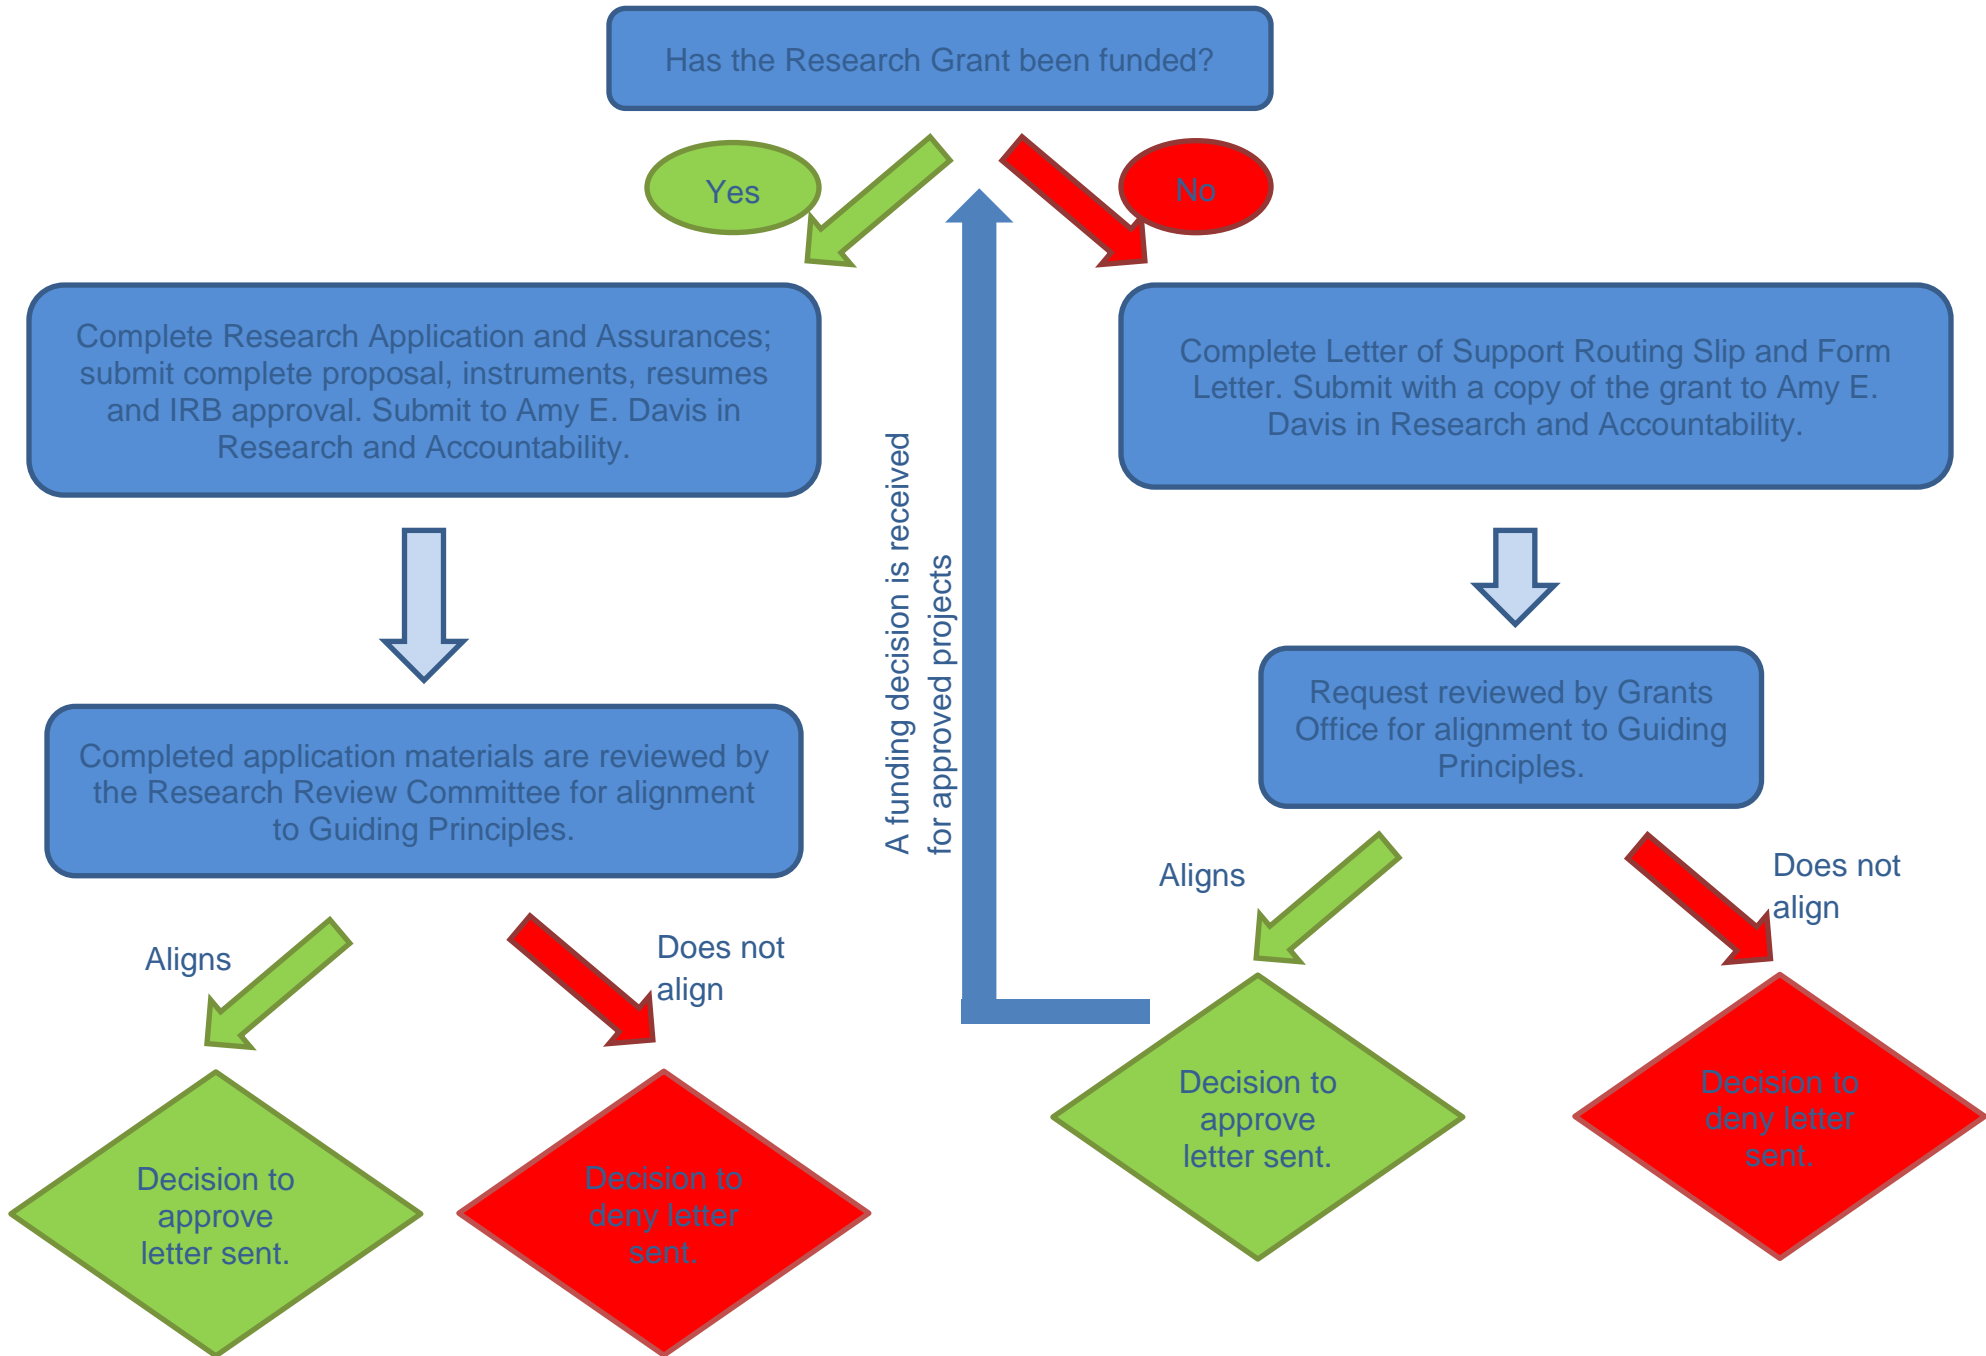 Has the Research Grant been funded?
Yes
No
Complete Research Application and Assurances;
submit complete proposal, instruments, resumes
and IRB approval. Submit to Amy E. Davis in
Research and Accountability.
Complete Letter of Support Routing Slip and Form
Letter. Submit with a copy of the grant to Amy E.
Davis in Research and Accountability.
A funding decision is received
for approved projects
Completed application materials are reviewed by
the Research Review Committee for alignment
to Guiding Principles.
Request reviewed by Grants
Office for alignment to Guiding
Principles.
Aligns
Does not
align
Aligns
Does not
align
Decision to
approve
letter sent.
Decision to
deny letter
sent.
Decision to
approve
letter sent.
Decision to
deny letter
sent.